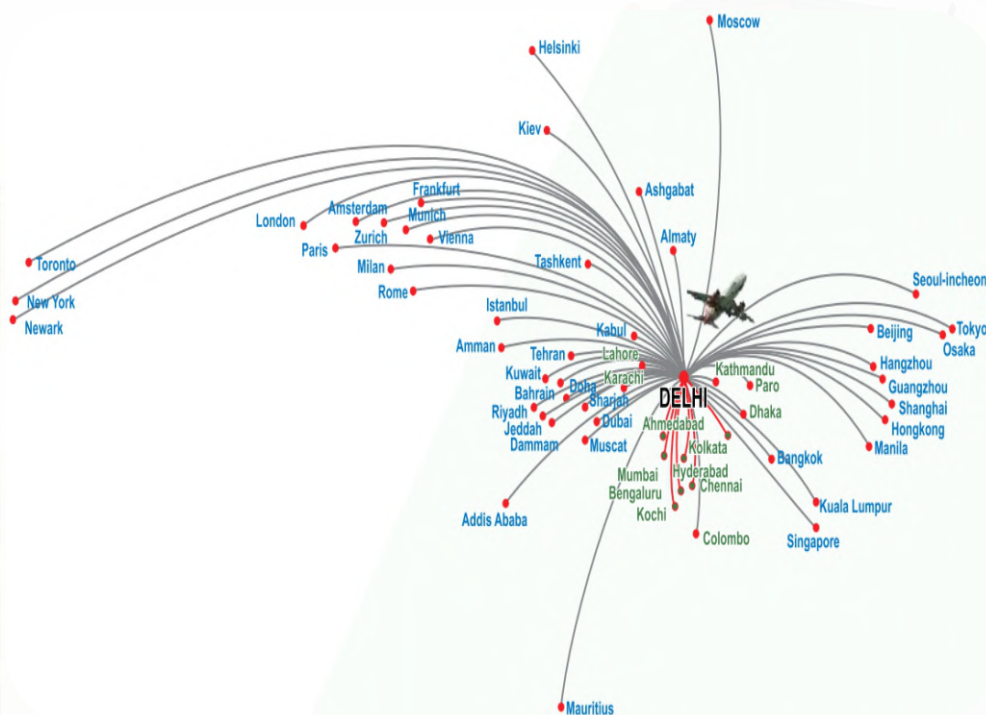 Moscow
Helsinki
Kiev
Ashgabat
Frankfurt
Amsterdam
Munich
London
Zurich
Vienna
Paris
Almaty
Toronto
Milan
Tashkent
Seoul-incheon
Rome
New York
Istanbul
Newark
Kabul
Beijing
Tokyo
Osaka
Amman
Tehran
Lahore
Hangzhou
Kathmandu
Kuwait
Karachi
Doha
Paro
Guangzhou
Bahrain
Sharjah
DELHI
Shanghai
Riyadh
Dhaka
Jeddah
Dubai
Ahmedabad
Hongkong
Dammam
Muscat
Kolkata
Manila
Bangkok
Mumbai
Hyderabad
Bengaluru
Chennai
Kuala Lumpur
Kochi
Addis Ababa
Colombo
Singapore
Mauritius